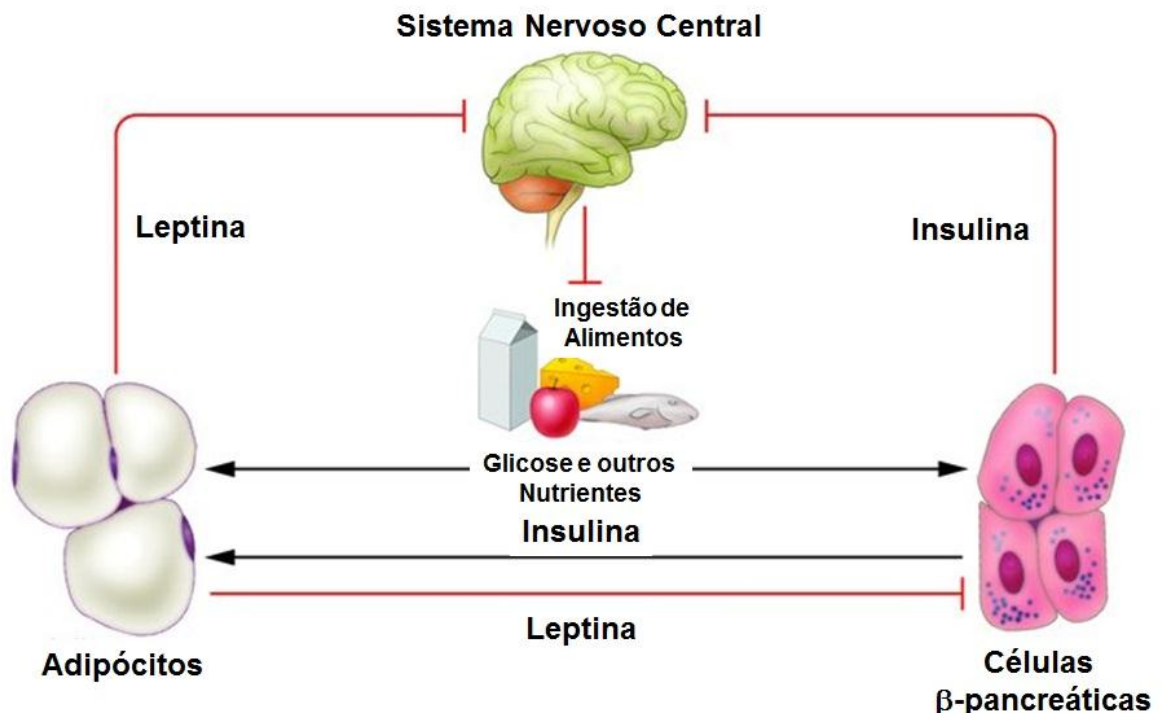 Sistema Nervoso Central
Leptina
Insulina
Ingestão de
Alimentos
Glicose e outros
Nutrientes
Insulina
Leptina
Adipócitos
Células
β-pancreáticas